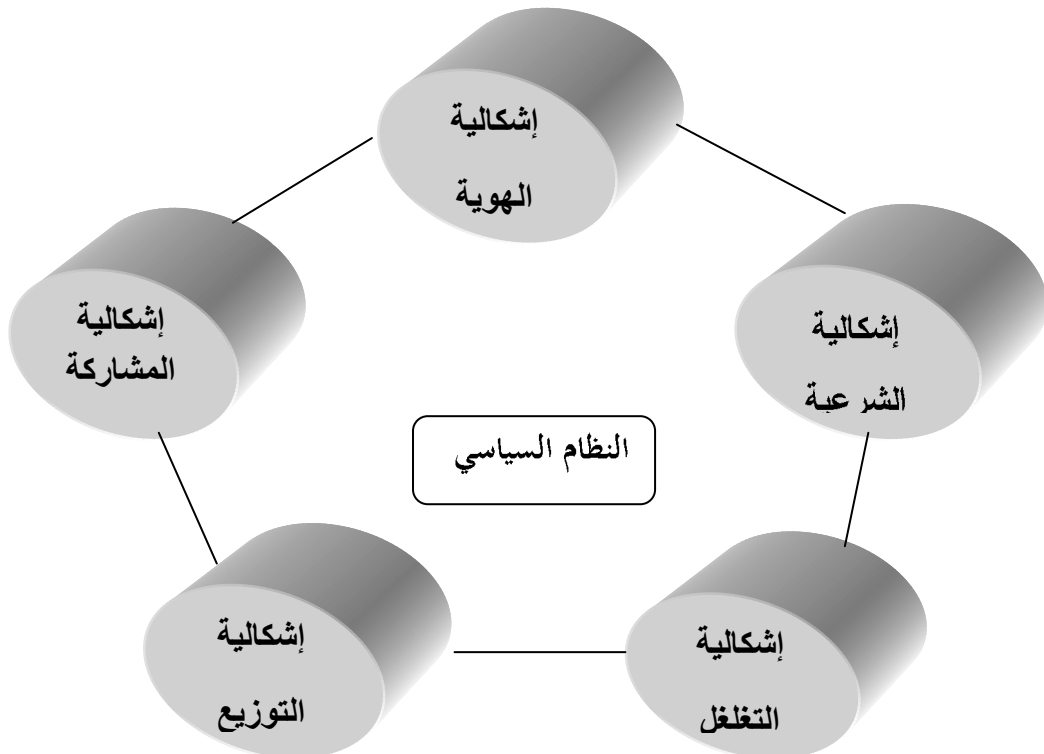 إشكالية
الهوية
إشكالية
الشرعية
إشكالية
المشاركة
النظام السياسي
إشكالية
التغلغل
إشكالية
التوزيع